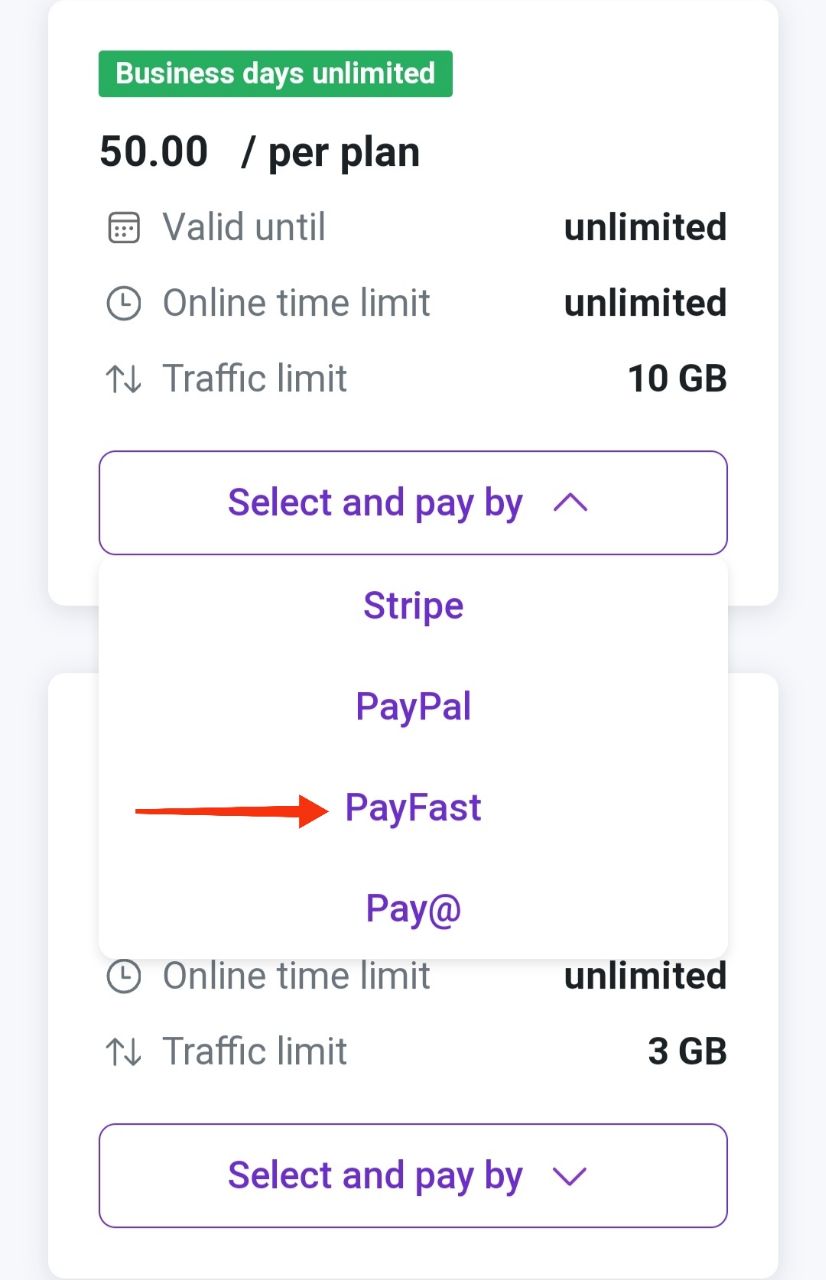 Business days unlimited
50.00 / per plan
Valid until unlimited
Online time limit unlimited
Traffic limit 10 GB
Select and pay by
Stripe
PayPal
PayFast
Pay@
Online time limit unlimited
Traffic limit 3 GB
Select and pay by